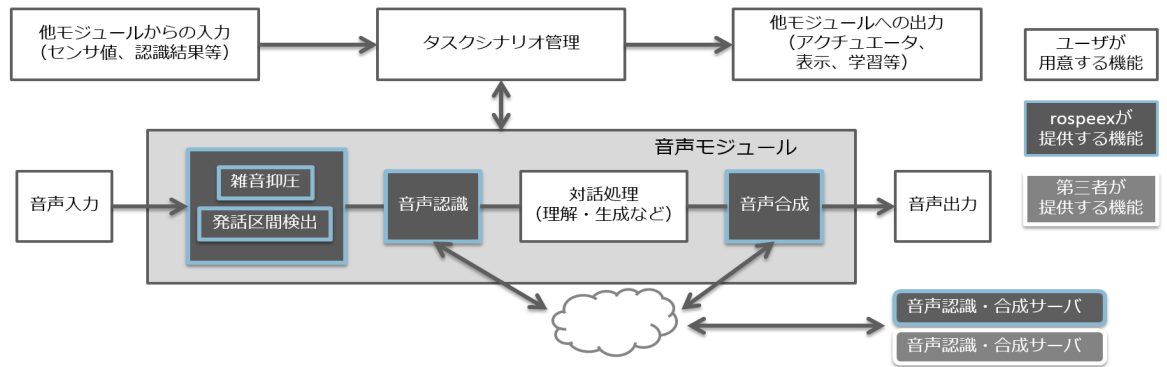 他モジュールからの入力
（センサ値、認識結果等）
タスクシナリオ管理
他モジュールへの出力
（アクチュエータ、
表示、学習等）
ユーザが
用意する機能
rospeexが
提供する機能
第三者が
提供する機能
音声モジュール
音声入力
雑音抑圧
発話区間検出
音声認識
対話処理
（理解・生成など）
音声合成
音声出力
音声認識・合成サーバ
音声認識・合成サーバ